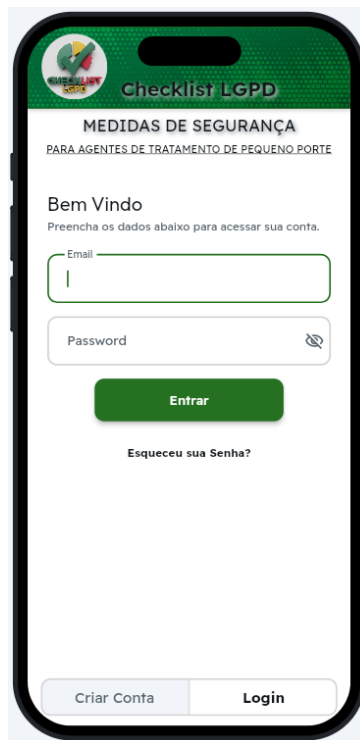 CHECKLIST
LGPD
Checklist LGPD
MEDIDAS DE SEGURANÇA
PARA AGENTES DE TRATAMENTO DE PEQUENO PORTE
Bem Vindo
Preencha os dados abaixo para acessar sua conta.
Email
Password
Entrar
Esqueceu sua Senha?
Criar Conta
Login